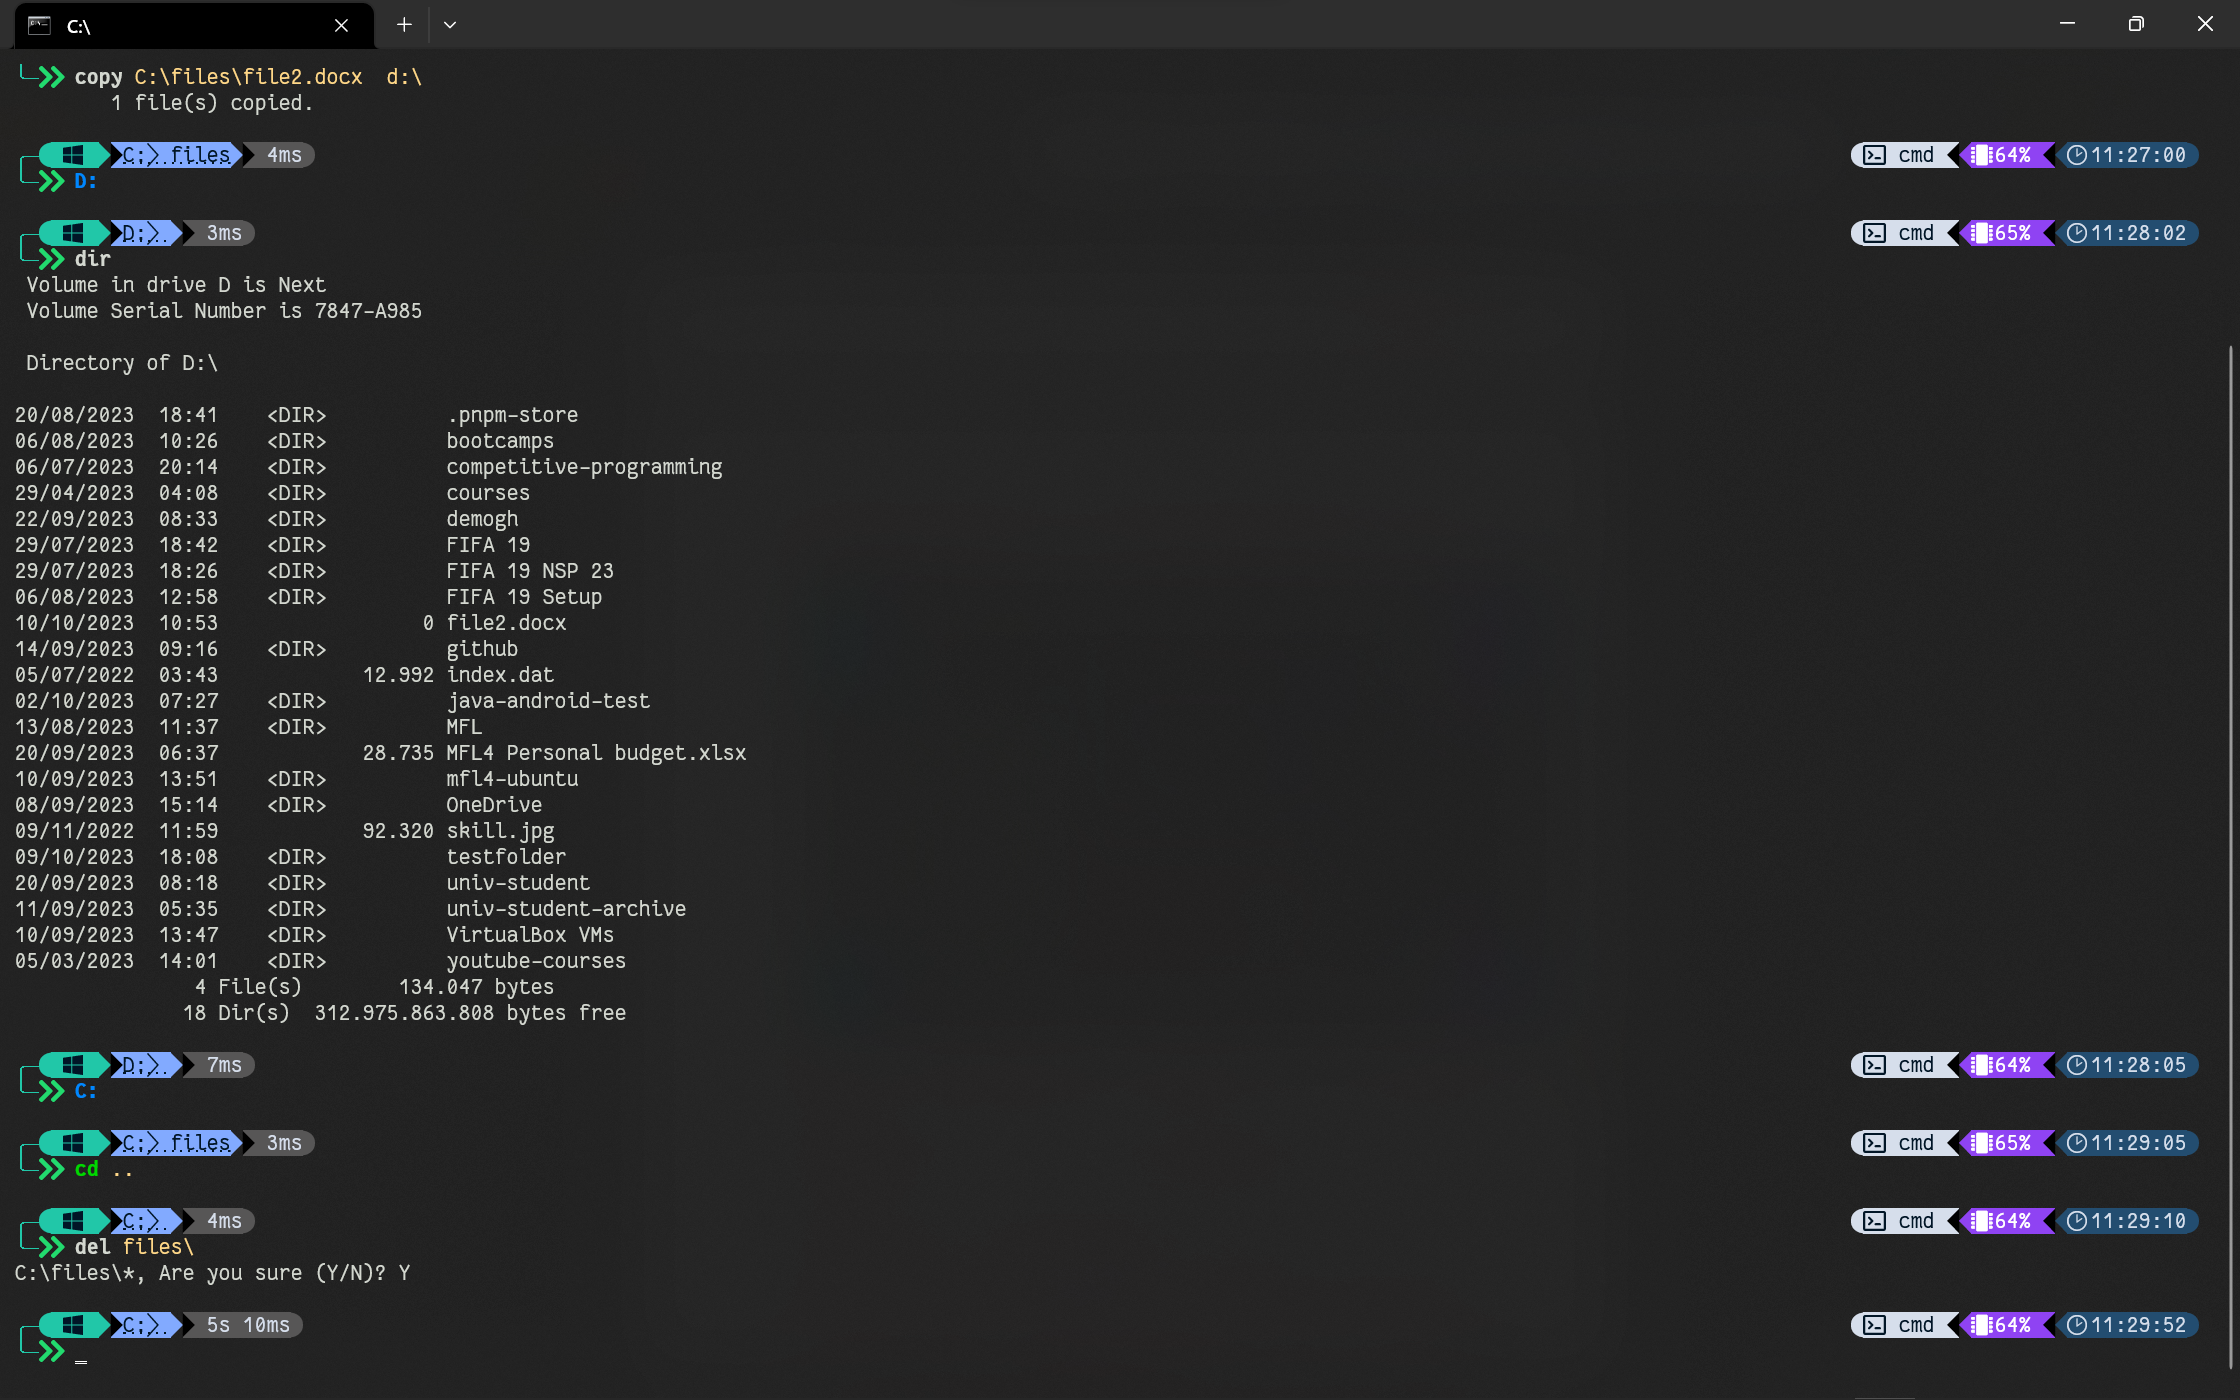 C:\
copy C:\files\file2.docx  d:\
        1 file(s) copied.
C: files 4ms cmd 64% 11:27:00
D:
D: 3ms cmd 65% 11:28:02
dir
 Volume in drive D is Next
 Volume Serial Number is 7847-A985
 Directory of D:\
20/08/2023  18:41    <DIR>          .pnpm-store
06/08/2023  10:26    <DIR>          bootcamps
06/07/2023  20:14    <DIR>          competitive-programming
29/04/2023  04:08    <DIR>          courses
22/09/2023  08:33    <DIR>          demogh
29/07/2023  18:42    <DIR>          FIFA 19
29/07/2023  18:26    <DIR>          FIFA 19 NSP 23
06/08/2023  12:58    <DIR>          FIFA 19 Setup
10/10/2023  10:53                 0 file2.docx
14/09/2023  09:16    <DIR>          github
05/07/2022  03:43            12.992 index.dat
02/10/2023  07:27    <DIR>          java-android-test
13/08/2023  11:37    <DIR>          MFL
20/09/2023  06:37            28.735 MFL4 Personal budget.xlsx
10/09/2023  13:51    <DIR>          mfl4-ubuntu
08/09/2023  15:14    <DIR>          OneDrive
09/11/2022  11:59            92.320 skill.jpg
09/10/2023  18:08    <DIR>          testfolder
20/09/2023  08:18    <DIR>          univ-student
11/09/2023  05:35    <DIR>          univ-student-archive
10/09/2023  13:47    <DIR>          VirtualBox VMs
05/03/2023  14:01    <DIR>          youtube-courses
               4 File(s)        134.047 bytes
              18 Dir(s)  312.975.863.808 bytes free
D: 7ms cmd 64% 11:28:05
C:
C: files 3ms cmd 65% 11:29:05
cd ..
C: 4ms cmd 64% 11:29:10
del files\
C:\files\*, Are you sure (Y/N)? Y
C: 5s 10ms cmd 64% 11:29:52